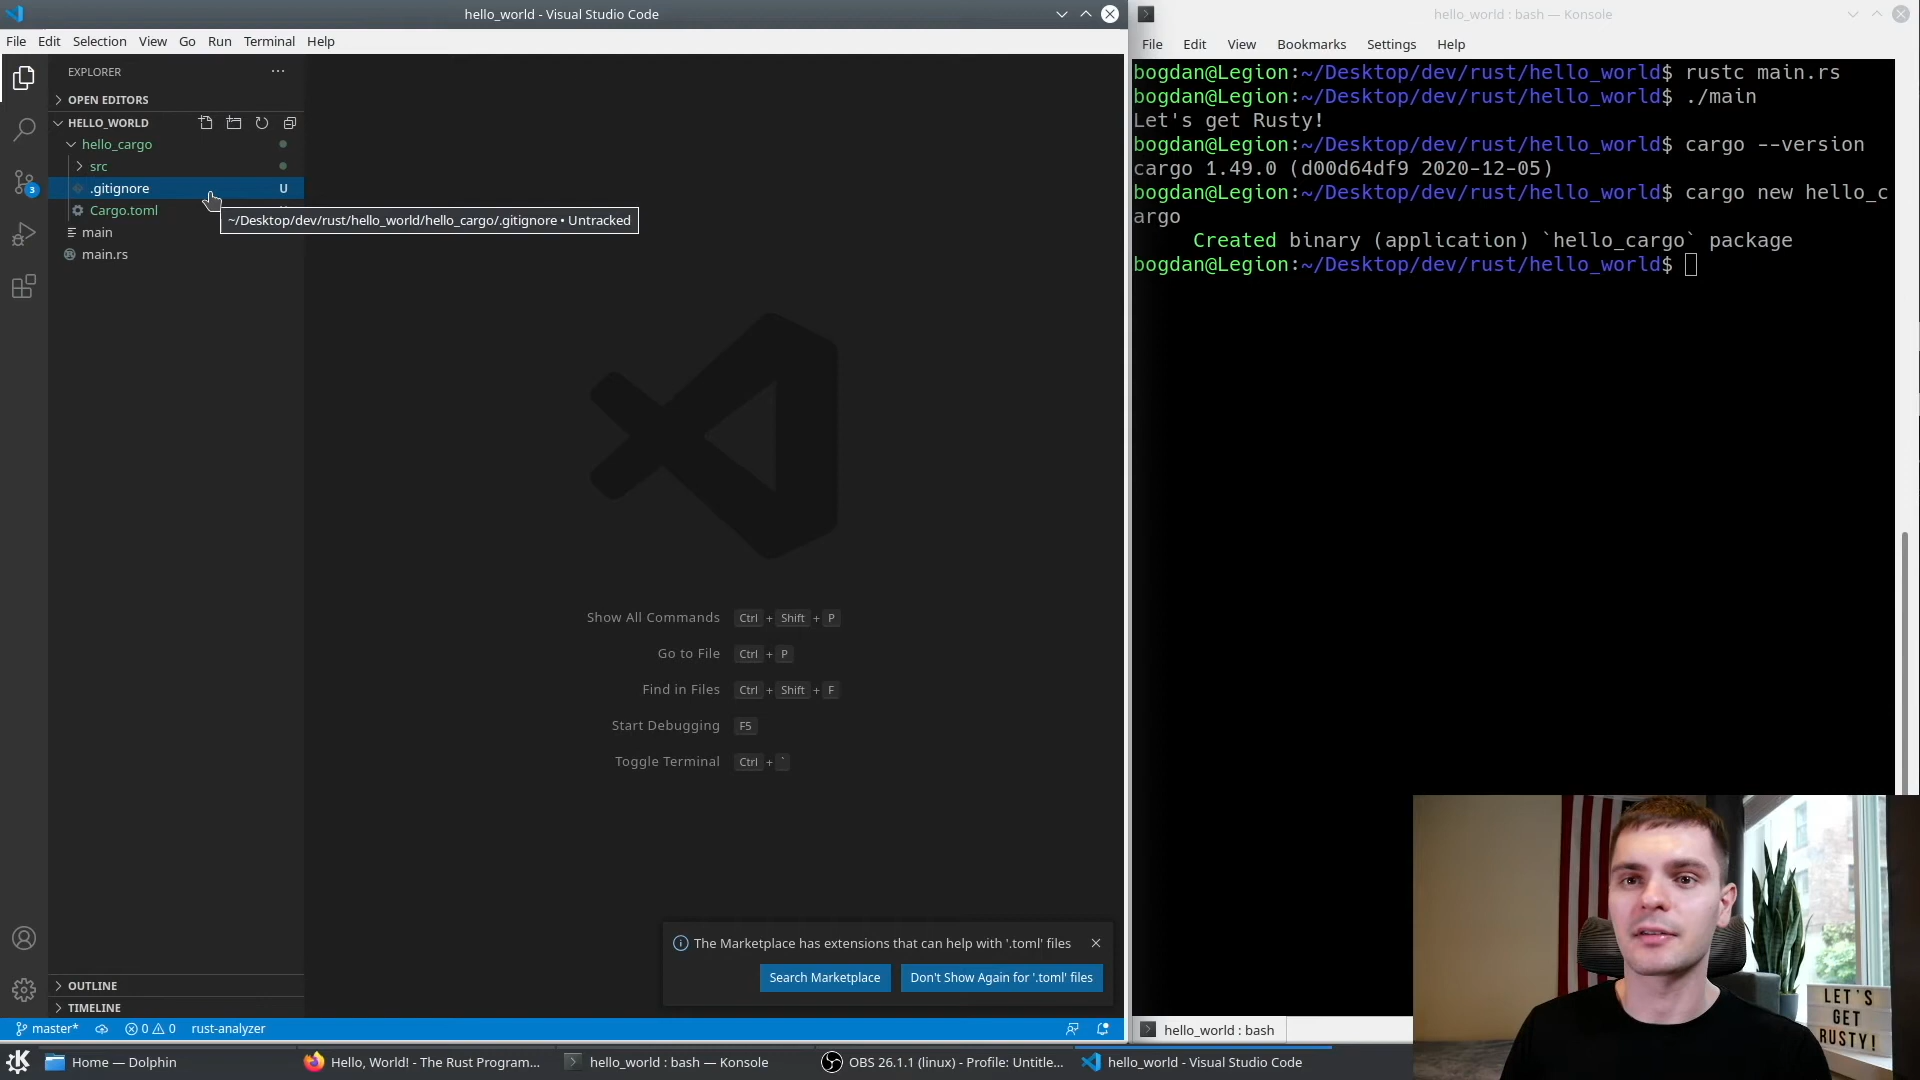 hello_world - Visual Studio Code
File Edit Selection View Go Run Terminal Help
EXPLORER
OPEN EDITORS
HELLO_WORLD
hello_cargo
src
.gitignore U
Cargo.toml
~/Desktop/dev/rust/hello_world/hello_cargo/.gitignore • Untracked
main
main.rs
3
Show All Commands Ctrl + Shift + P
Go to File Ctrl + P
Find in Files Ctrl + Shift + F
Start Debugging F5
Toggle Terminal Ctrl + `
The Marketplace has extensions that can help with '.toml' files
Search Marketplace Don't Show Again for '.toml' files
OUTLINE
TIMELINE
master* 0 0 rust-analyzer
hello_world : bash — Konsole
File Edit View Bookmarks Settings Help
bogdan@Legion:~/Desktop/dev/rust/hello_world$ rustc main.rs
bogdan@Legion:~/Desktop/dev/rust/hello_world$ ./main
Let's get Rusty!
bogdan@Legion:~/Desktop/dev/rust/hello_world$ cargo --version
cargo 1.49.0 (d00d64df9 2020-12-05)
bogdan@Legion:~/Desktop/dev/rust/hello_world$ cargo new hello_c
argo
Created binary (application) `hello_cargo` package
bogdan@Legion:~/Desktop/dev/rust/hello_world$
hello_world : bash
LET'S
GET
RUSTY!
Home — Dolphin Hello, World! - The Rust Program... hello_world : bash — Konsole OBS 26.1.1 (linux) - Profile: Untitle... hello_world - Visual Studio Code